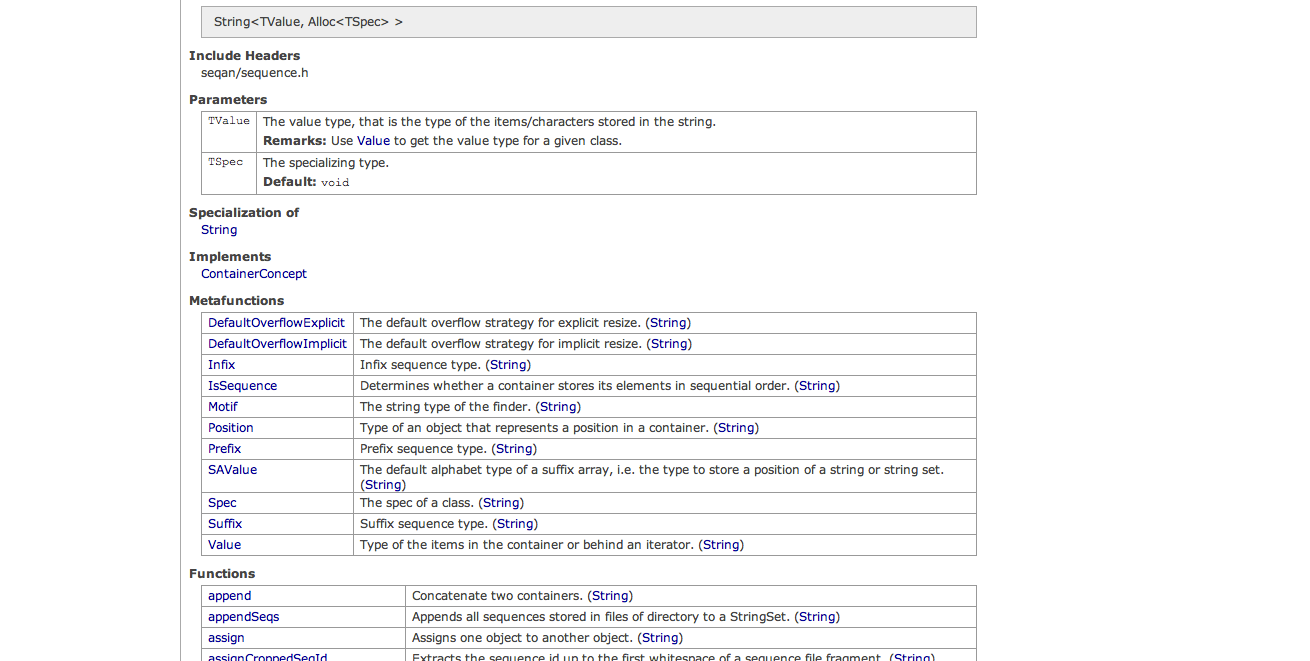 String<TValue, Alloc<TSpec> >
Include Headers
seqan/sequence.h
Parameters
TValue The value type, that is the type of the items/characters stored in the string.
Remarks: Use Value to get the value type for a given class.
TSpec The specializing type.
Default: void
Specialization of
String
Implements
ContainerConcept
Metafunctions
DefaultOverflowExplicit The default overflow strategy for explicit resize. (String)
DefaultOverflowImplicit The default overflow strategy for implicit resize. (String)
Infix Infix sequence type. (String)
IsSequence Determines whether a container stores its elements in sequential order. (String)
Motif The string type of the finder. (String)
Position Type of an object that represents a position in a container. (String)
Prefix Prefix sequence type. (String)
SAValue The default alphabet type of a suffix array, i.e. the type to store a position of a string or string set.
(String)
Spec The spec of a class. (String)
Suffix Suffix sequence type. (String)
Value Type of the items in the container or behind an iterator. (String)
Functions
append Concatenate two containers. (String)
appendSeqs Appends all sequences stored in files of directory to a StringSet. (String)
assign Assigns one object to another object. (String)
assignCroppedSeqId Extracts the sequence id up to the first whitespace of a sequence file fragment. (String)